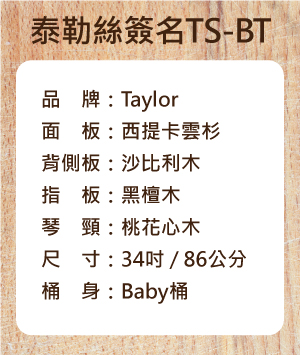 泰勒絲簽名TS-BT
品　牌：Taylor
面　板：西提卡雲杉
背側板：沙比利木
指　板：黑檀木
琴　頸：桃花心木
尺　寸：34吋 / 86公分
桶　身：Baby桶